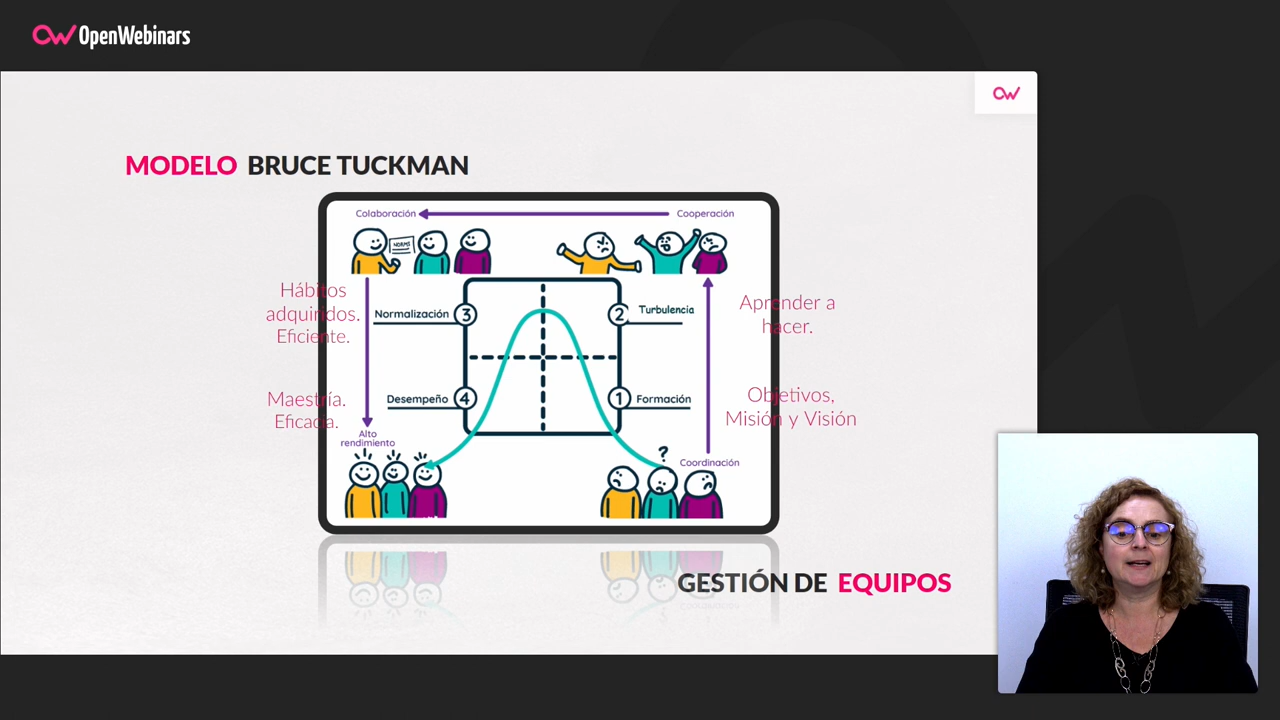 OpenWebinars
MODELO BRUCE TUCKMAN
Colaboración
Cooperación
NORMS
Hábitos
adquiridos.
Eficiente.
Normalización
3
2
Turbulencia
Aprender a
hacer.
Maestría.
Eficacia.
Desempeño
4
1
Formación
Objetivos,
Misión y Visión
Alto
rendimiento
?
Coordinación
GESTIÓN DE EQUIPOS